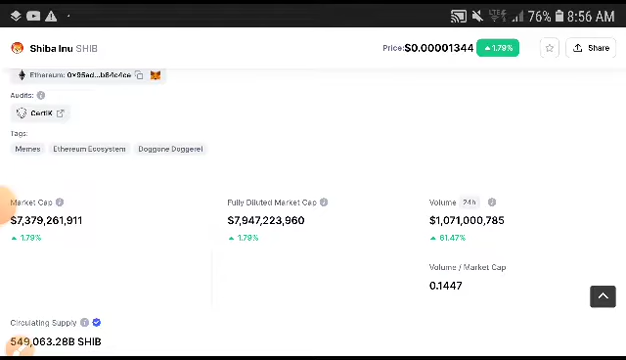 76% 8:56 AM
Shiba Inu SHIB Price:$0.00001344 1.79% Share
Ethereum: 0x95ad...b64c4ce
Audits:
CertiK
Tags:
Memes Ethereum Ecosystem Doggone Doggerel
Market Cap Fully Diluted Market Cap Volume 24h
$7,379,261,911 $7,947,223,960 $1,071,000,785
1.79% 1.79% 61.47%
Volume / Market Cap
0.1447
Circulating Supply
549,063.28B SHIB